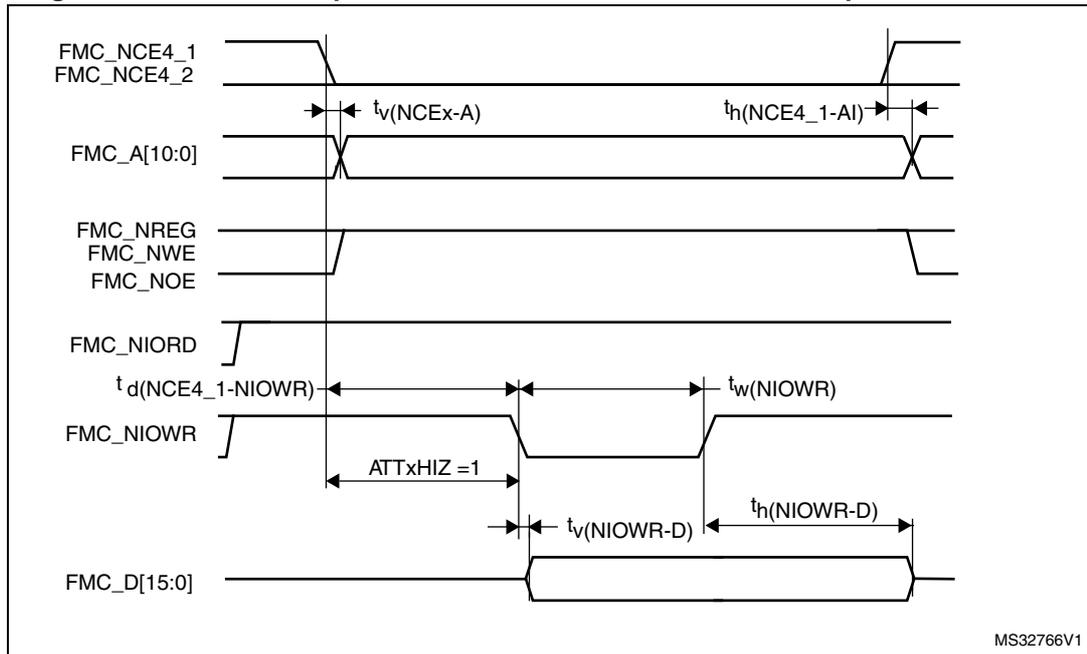 FMC_NCE4_1
FMC_NCE4_2
tv(NCEx-A)
th(NCE4_1-AI)
FMC_A[10:0]
FMC_NREG
FMC_NWE
FMC_NOE
FMC_NIORD
td(NCE4_1-NIOWR)
tw(NIOWR)
FMC_NIOWR
ATTxHIZ =1
th(NIOWR-D)
tv(NIOWR-D)
FMC_D[15:0]
MS32766V1